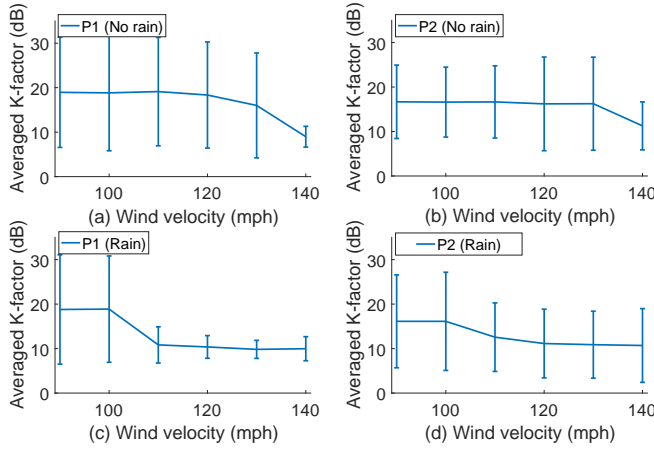 P1 (No rain)
Averaged K-factor (dB)
30
20
10
0
100
120
140
(a) Wind velocity (mph)
P2 (No rain)
Averaged K-factor (dB)
30
20
10
0
100
120
140
(b) Wind velocity (mph)
P1 (Rain)
Averaged K-factor (dB)
30
20
10
0
100
120
140
(c) Wind velocity (mph)
P2 (Rain)
Averaged K-factor (dB)
30
20
10
0
100
120
140
(d) Wind velocity (mph)